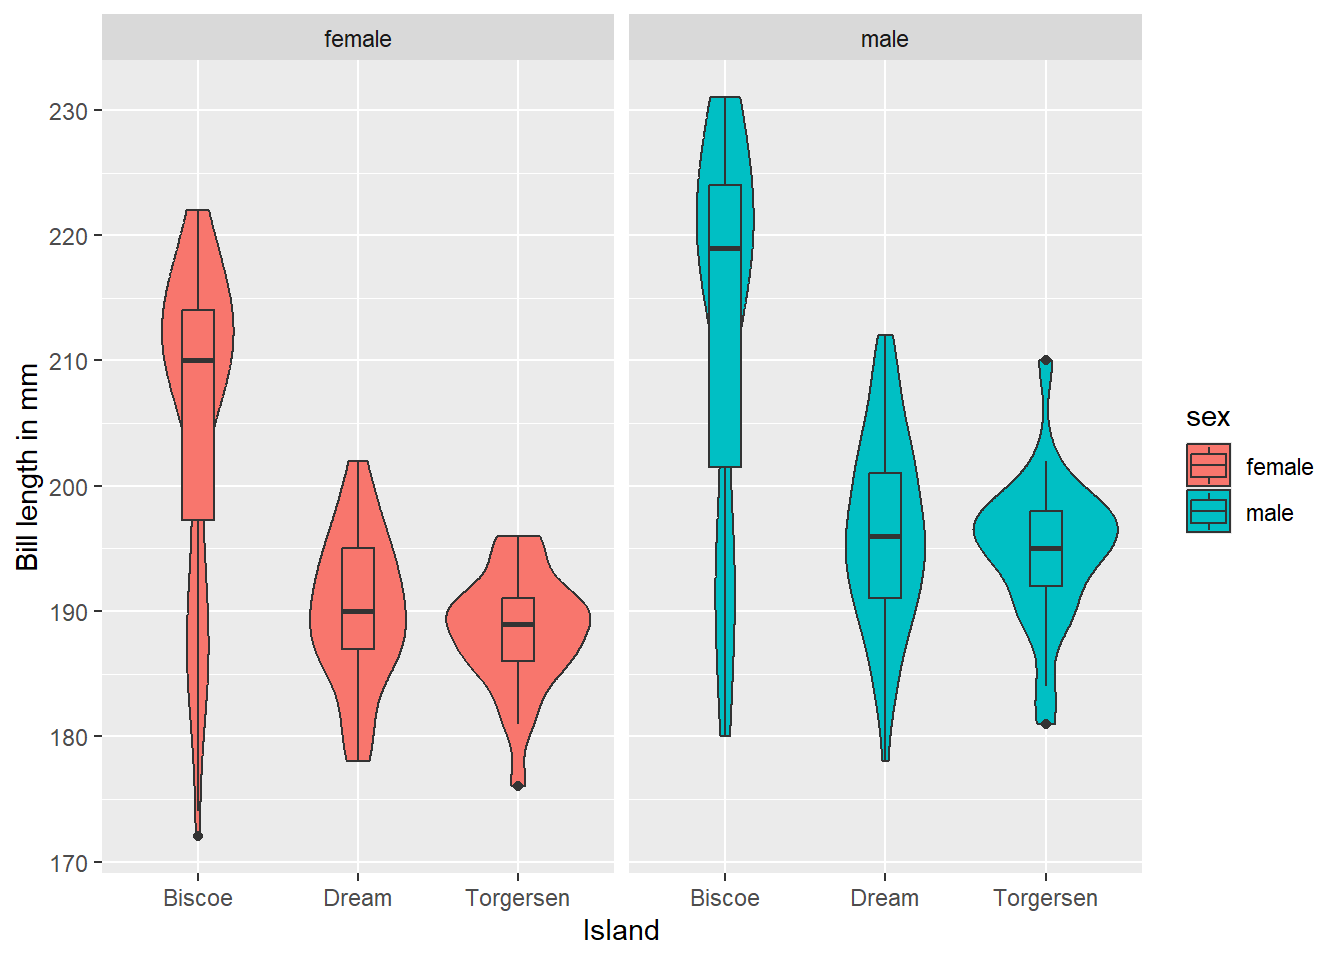 female
male
230
220
210
200
190
180
170
Bill length in mm
Biscoe
Dream
Torgersen
Biscoe
Dream
Torgersen
Island
sex
female
male